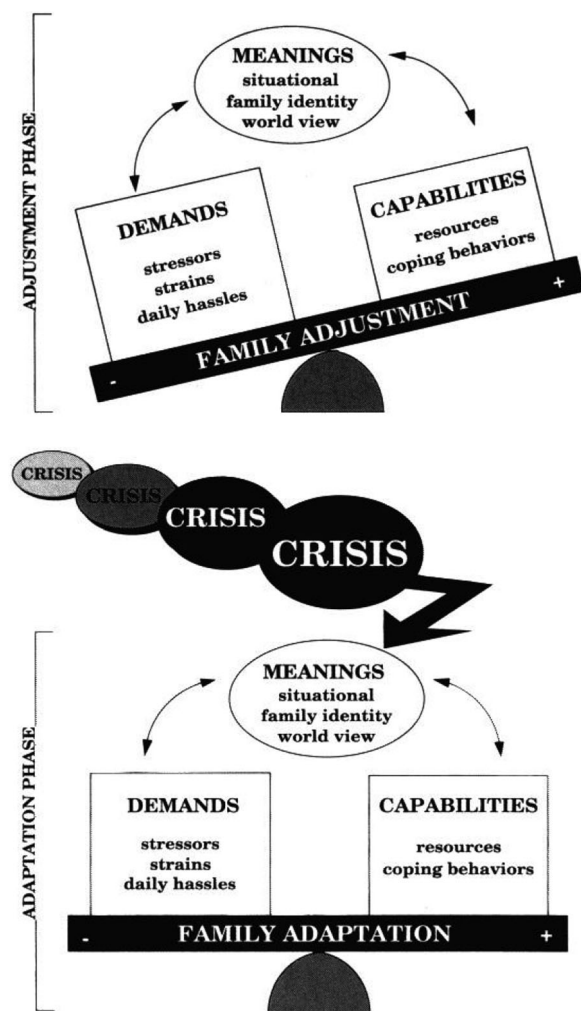 ADJUSTMENT PHASE
MEANINGS
situational
family identity
world view
DEMANDS
stressors
strains
daily hassles
CAPABILITIES
resources
coping behaviors
- FAMILY ADJUSTMENT +
CRISIS
CRISIS
CRISIS
CRISIS
ADAPTATION PHASE
MEANINGS
situational
family identity
world view
DEMANDS
stressors
strains
daily hassles
CAPABILITIES
resources
coping behaviors
- FAMILY ADAPTATION +